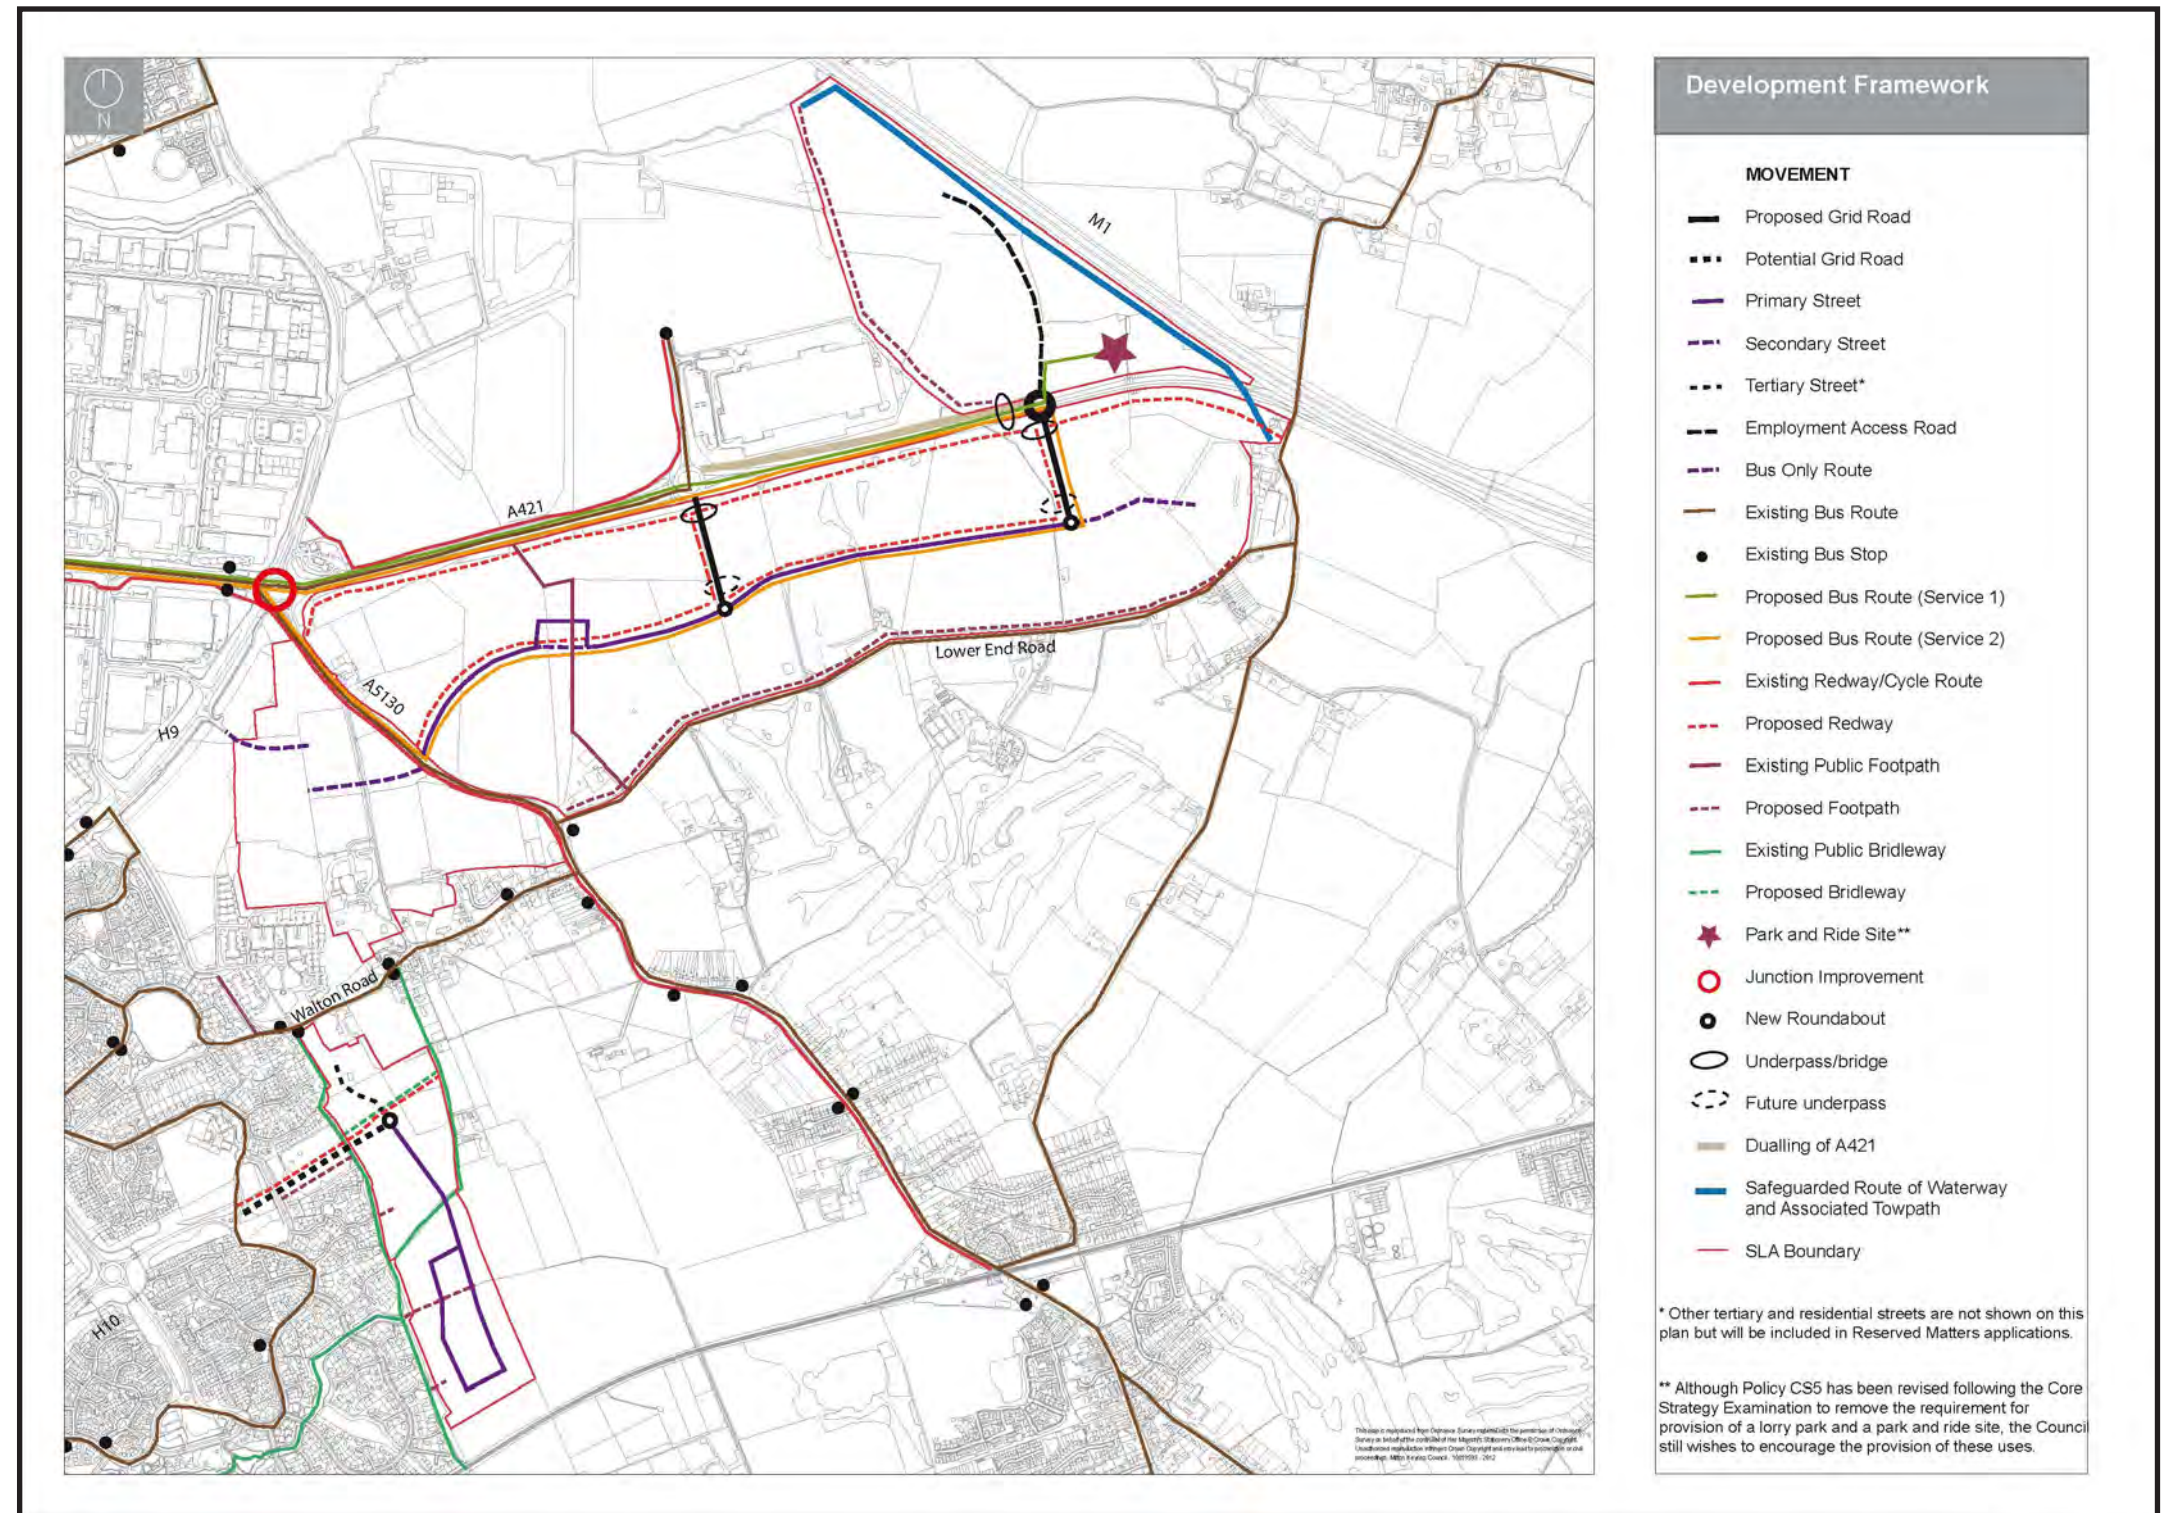 N
M1
A421
Lower End Road
A5130
H9
Walton Road
H10
Development Framework
MOVEMENT
Proposed Grid Road
Potential Grid Road
Primary Street
Secondary Street
Tertiary Street*
Employment Access Road
Bus Only Route
Existing Bus Route
Existing Bus Stop
Proposed Bus Route (Service 1)
Proposed Bus Route (Service 2)
Existing Redway/Cycle Route
Proposed Redway
Existing Public Footpath
Proposed Footpath
Existing Public Bridleway
Proposed Bridleway
Park and Ride Site**
Junction Improvement
New Roundabout
Underpass/bridge
Future underpass
Dualling of A421
Safeguarded Route of Waterway
and Associated Towpath
SLA Boundary
* Other tertiary and residential streets are not shown on this
plan but will be included in Reserved Matters applications.
** Although Policy CS5 has been revised following the Core
Strategy Examination to remove the requirement for
provision of a lorry park and a park and ride site, the Council
still wishes to encourage the provision of these uses.